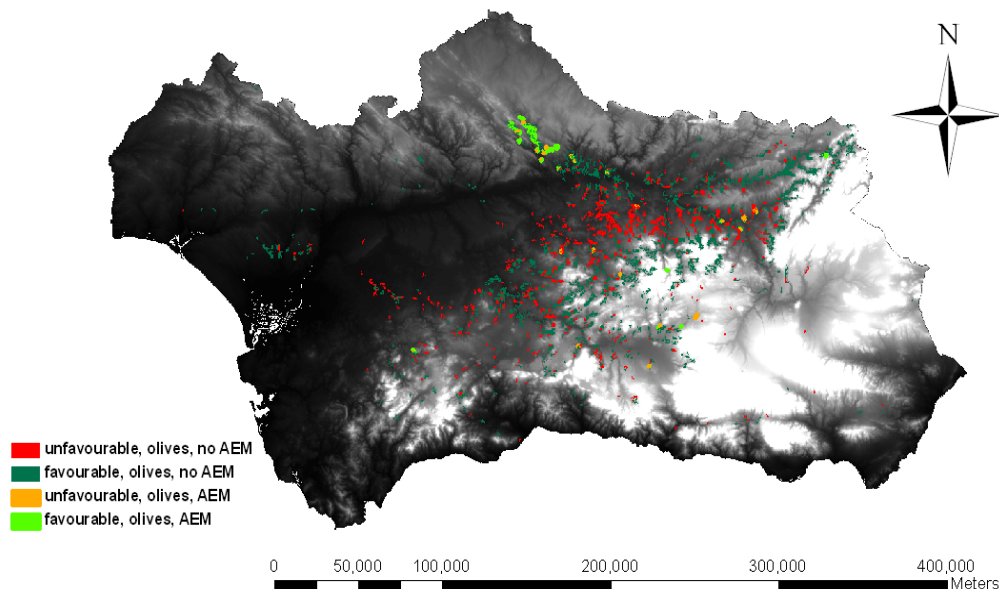 N
unfavourable, olives, no AEM
favourable, olives, no AEM
unfavourable, olives, AEM
favourable, olives, AEM
0 50,000 100,000 200,000 300,000 400,000
Meters